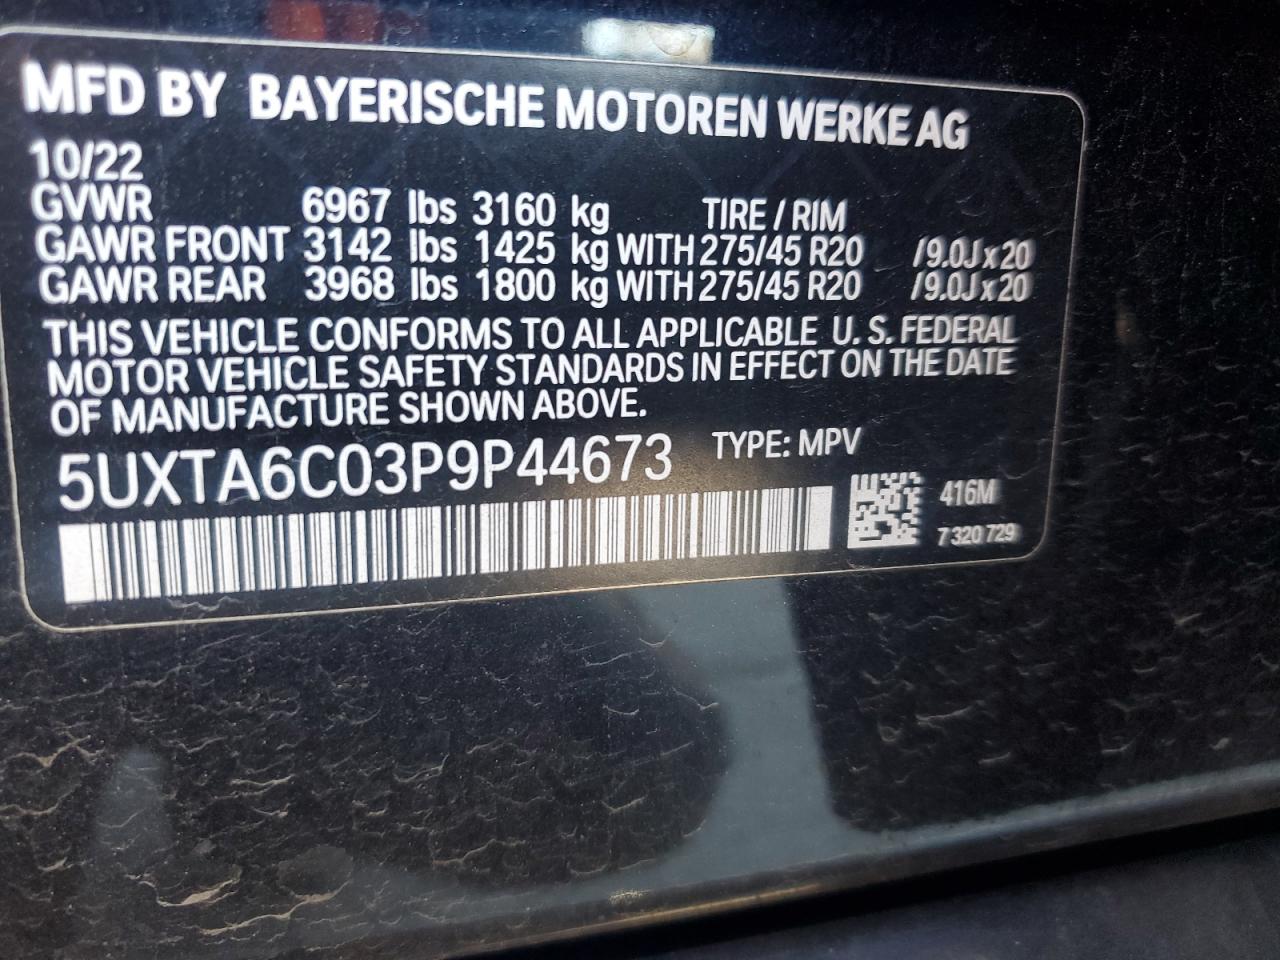 MFD BY BAYERISCHE MOTOREN WERKE AG
10/22
GVWR 6967 lbs 3160 kg TIRE / RIM
GAWR FRONT 3142 lbs 1425 kg WITH 275/45 R20 /9.0J x 20
GAWR REAR 3968 lbs 1800 kg WITH 275/45 R20 /9.0J x 20
THIS VEHICLE CONFORMS TO ALL APPLICABLE U. S. FEDERAL
MOTOR VEHICLE SAFETY STANDARDS IN EFFECT ON THE DATE
OF MANUFACTURE SHOWN ABOVE.
5UXTA6C03P9P44673 TYPE: MPV
416M
7 320 729